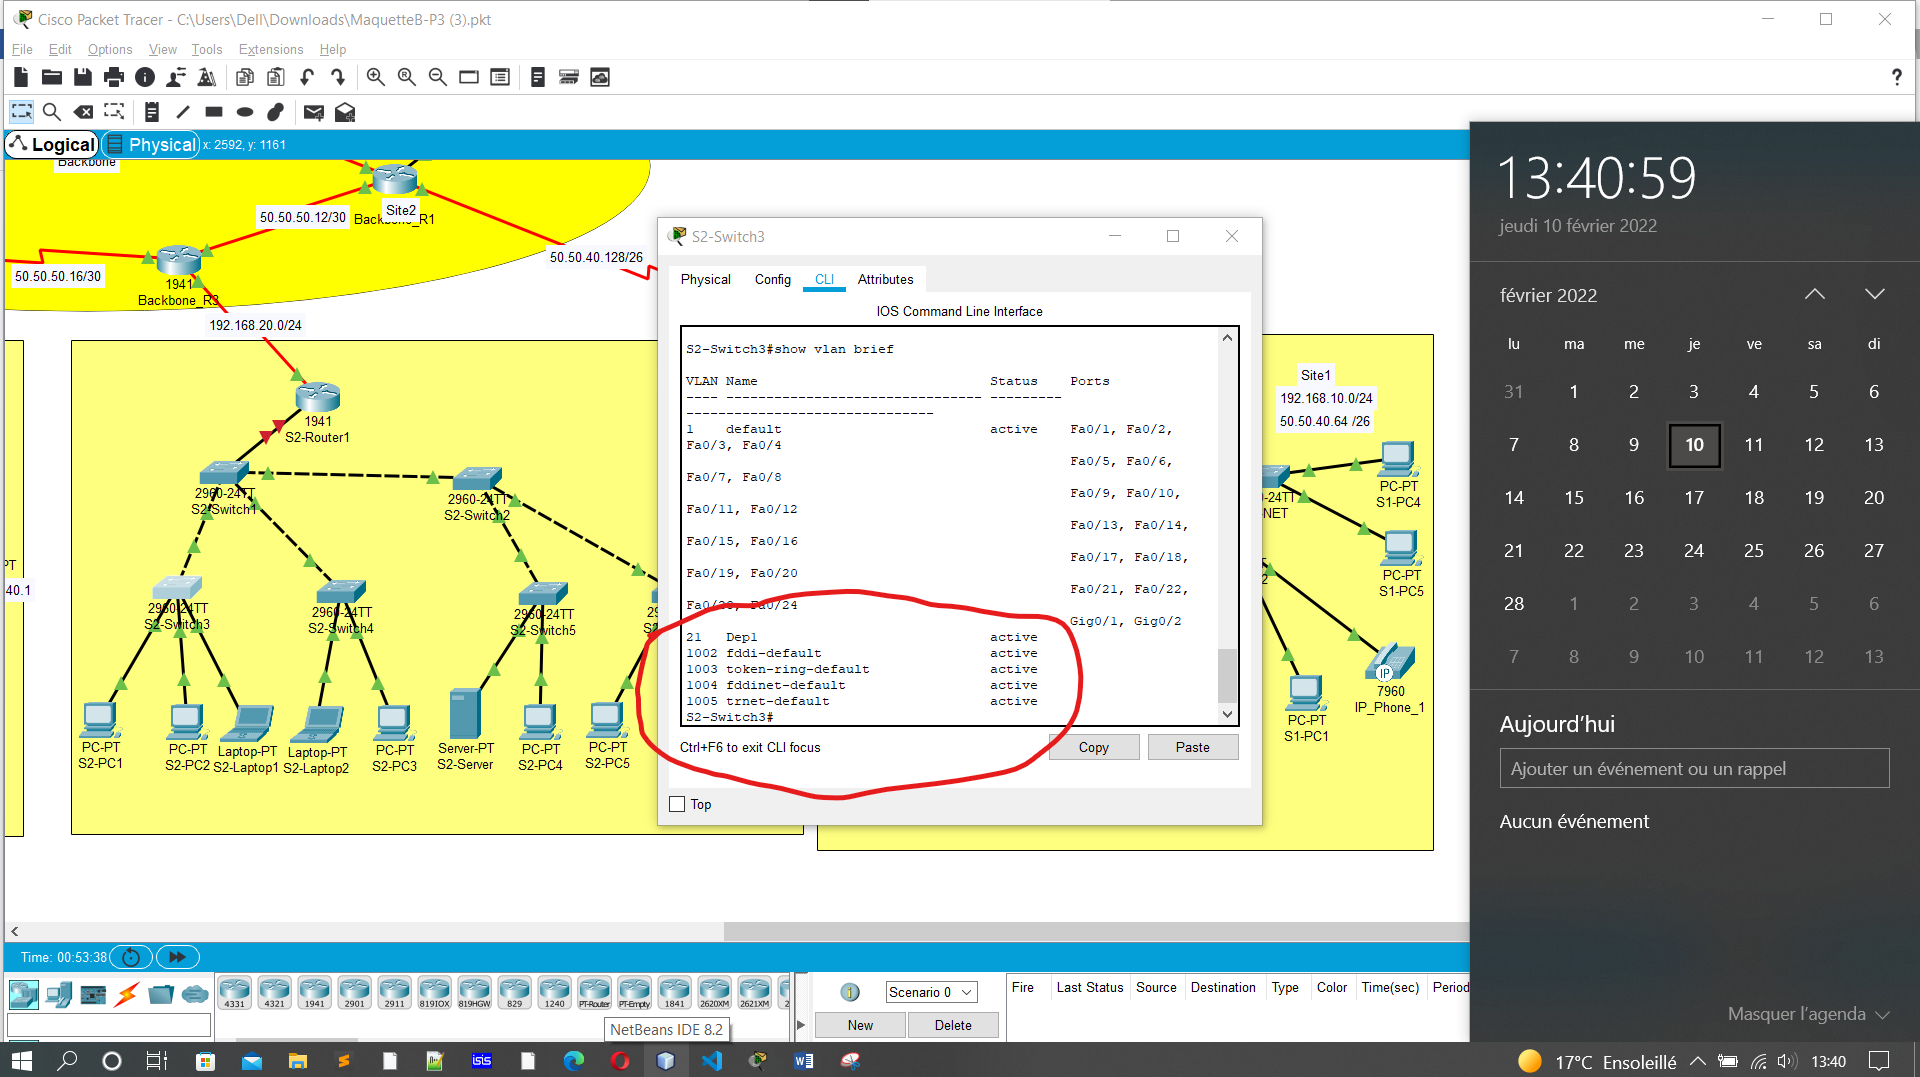 Cisco Packet Tracer - C:\Users\Dell\Downloads\MaquetteB-P3 (3).pkt
File Edit Options View Tools Extensions Help
?
Logical Physical x: 2592, y: 1161
Backbone
Site2
50.50.50.12/30
Backbone_R1
50.50.40.128/26
50.50.50.16/30
1941
Backbone_R3
192.168.20.0/24
1941
S2-Router1
2960-24TT
S2-Switch1
2960-24TT
S2-Switch2
2960-24TT
S2-Switch3
2960-24TT
S2-Switch4
2960-24TT
S2-Switch5
PC-PT
S2-PC1
PC-PT
S2-PC2
Laptop-PT
S2-Laptop1
Laptop-PT
S2-Laptop2
PC-PT
S2-PC3
Server-PT
S2-Server
PC-PT
S2-PC4
PC-PT
S2-PC5
PT
40.1
S2-Switch3
Physical Config CLI Attributes
IOS Command Line Interface
S2-Switch3#show vlan brief
VLAN Name Status Ports
---- -------------------------------- ---------
-------------------------------
1 default active Fa0/1, Fa0/2,
Fa0/3, Fa0/4
Fa0/5, Fa0/6,
Fa0/7, Fa0/8
Fa0/9, Fa0/10,
Fa0/11, Fa0/12
Fa0/13, Fa0/14,
Fa0/15, Fa0/16
Fa0/17, Fa0/18,
Fa0/19, Fa0/20
Fa0/21, Fa0/22,
Fa0/23, Fa0/24
Gig0/1, Gig0/2
21 Dep1 active
1002 fddi-default active
1003 token-ring-default active
1004 fddinet-default active
1005 trnet-default active
S2-Switch3#
Ctrl+F6 to exit CLI focus
Copy Paste
Top
Site1
192.168.10.0/24
50.50.40.64 /26
PC-PT
S1-PC4
PC-PT
S1-PC5
7960
IP_Phone_1
IP
PC-PT
S1-PC1
13:40:59
jeudi 10 février 2022
février 2022
lu ma me je ve sa di
31 1 2 3 4 5 6
7 8 9 10 11 12 13
14 15 16 17 18 19 20
21 22 23 24 25 26 27
28 1 2 3 4 5 6
7 8 9 10 11 12 13
Aujourd'hui
Ajouter un événement ou un rappel
Aucun événement
Masquer l'agenda
Time: 00:53:38
4331 4321 1941 2901 2911 819IOX 819HGW 829 1240 PT-Router PT-Empty 1841 2620XM 2621XM
Scenario 0
New Delete
Fire Last Status Source Destination Type Color Time(sec) Period
NetBeans IDE 8.2
isis
17°C Ensoleillé 13:40